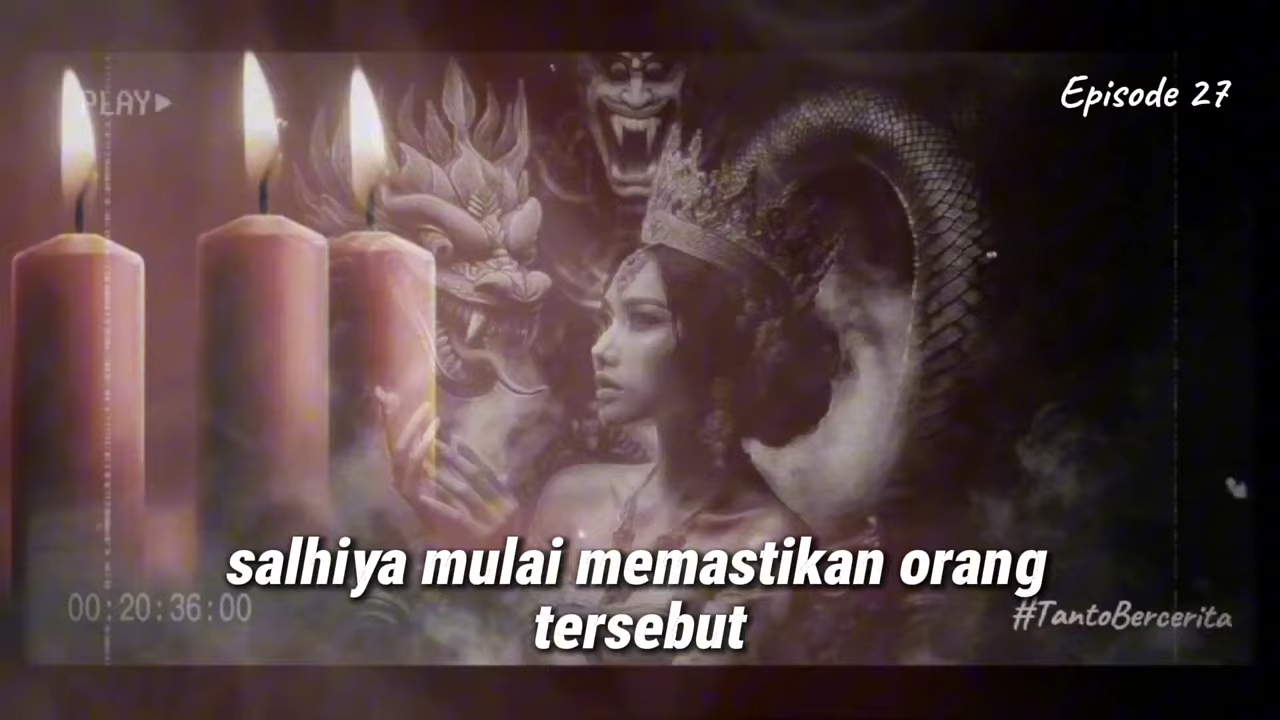 PLAY
Episode 27
salhiya mulai memastikan orang
tersebut
00:20:36:00
#TantoBercerita